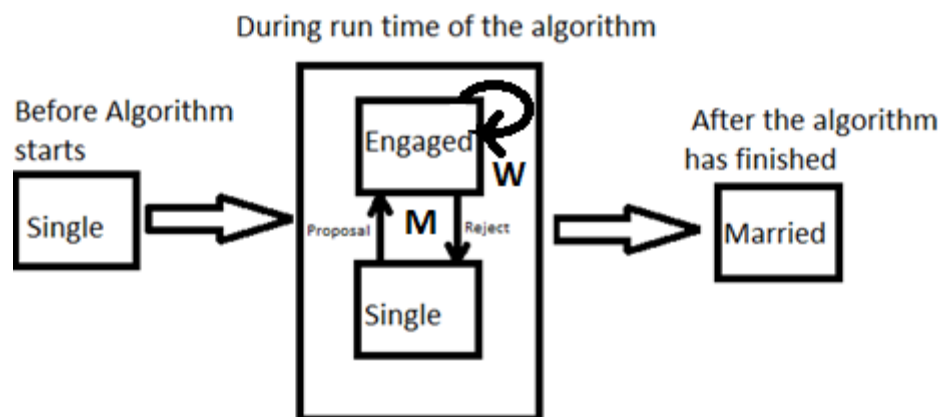 During run time of the algorithm
Before Algorithm
starts
Single
Engaged
W
Proposal
M
Reject
Single
After the algorithm
has finished
Married